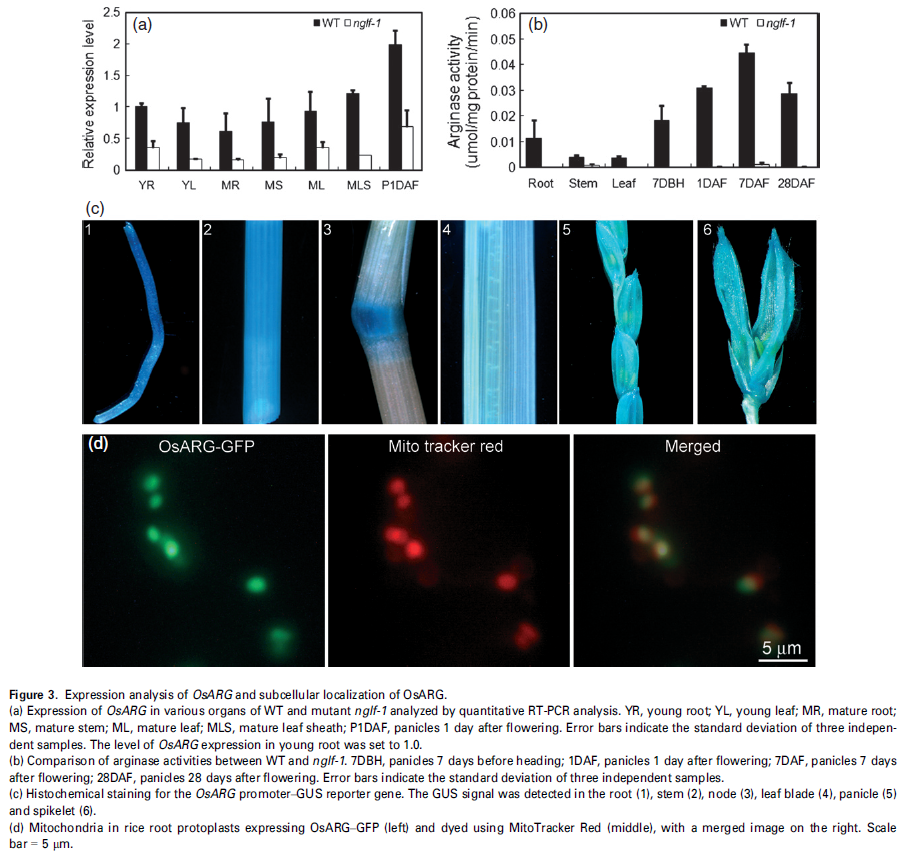 (a)
■ WT □ nglf-1
Relative expression level
2.5
2
1.5
1
0.5
0
YR YL MR MS ML MLS P1DAF
(b)
■ WT □ nglf-1
Arginase activity
(umol/mg protein/min)
0.06
0.05
0.04
0.03
0.02
0.01
0
Root Stem Leaf 7DBH 1DAF 7DAF 28DAF
(c)
1 2 3 4 5 6
(d)
OsARG-GFP Mito tracker red Merged
5 μm
Figure 3. Expression analysis of OsARG and subcellular localization of OsARG.
(a) Expression of OsARG in various organs of WT and mutant nglf-1 analyzed by quantitative RT-PCR analysis. YR, young root; YL, young leaf; MR, mature root;
MS, mature stem; ML, mature leaf; MLS, mature leaf sheath; P1DAF, panicles 1 day after flowering. Error bars indicate the standard deviation of three indepen-
dent samples. The level of OsARG expression in young root was set to 1.0.
(b) Comparison of arginase activities between WT and nglf-1. 7DBH, panicles 7 days before heading; 1DAF, panicles 1 day after flowering; 7DAF, panicles 7 days
after flowering; 28DAF, panicles 28 days after flowering. Error bars indicate the standard deviation of three independent samples.
(c) Histochemical staining for the OsARG promoter–GUS reporter gene. The GUS signal was detected in the root (1), stem (2), node (3), leaf blade (4), panicle (5)
and spikelet (6).
(d) Mitochondria in rice root protoplasts expressing OsARG–GFP (left) and dyed using MitoTracker Red (middle), with a merged image on the right. Scale
bar = 5 μm.